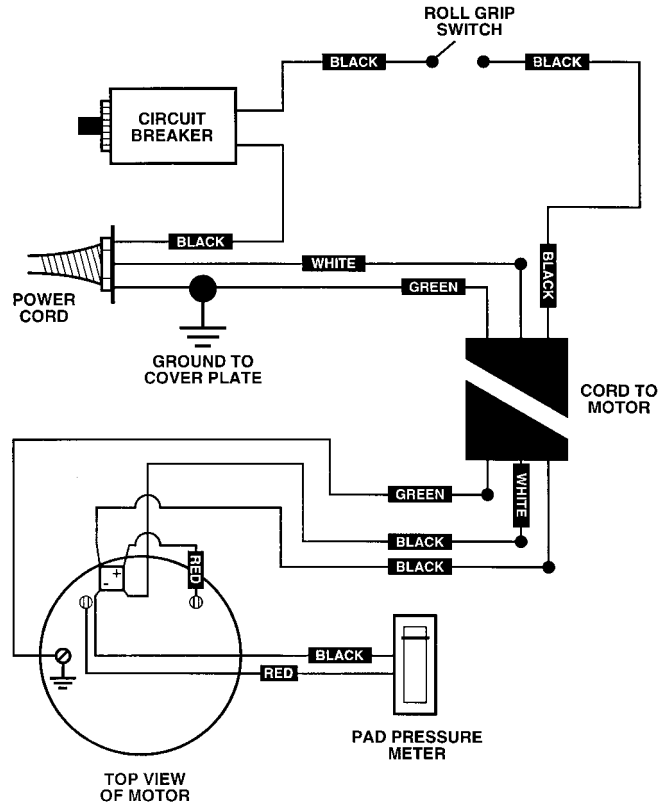 ROLL GRIP
SWITCH
BLACK
BLACK
CIRCUIT
BREAKER
BLACK
WHITE
BLACK
GREEN
POWER
CORD
GROUND TO
COVER PLATE
CORD TO
MOTOR
GREEN
WHITE
BLACK
BLACK
RED
+
-
BLACK
RED
PAD PRESSURE
METER
TOP VIEW
OF MOTOR